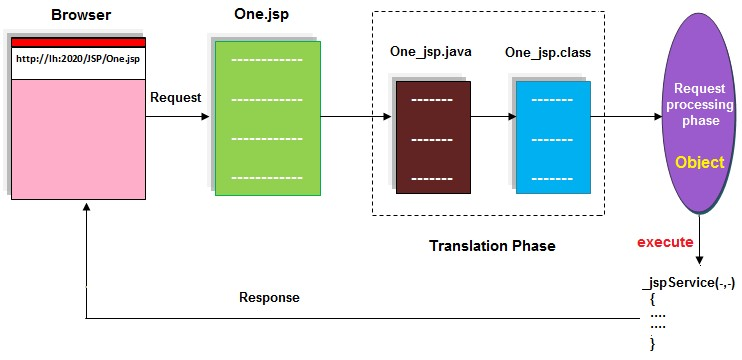 Browser
One.jsp
http://lh:2020/JSP/One.jsp
Request
One_jsp.java
One_jsp.class
Request
processing
phase
Object
Translation Phase
execute
_jspService(-,-)
{
....
....
}
Response